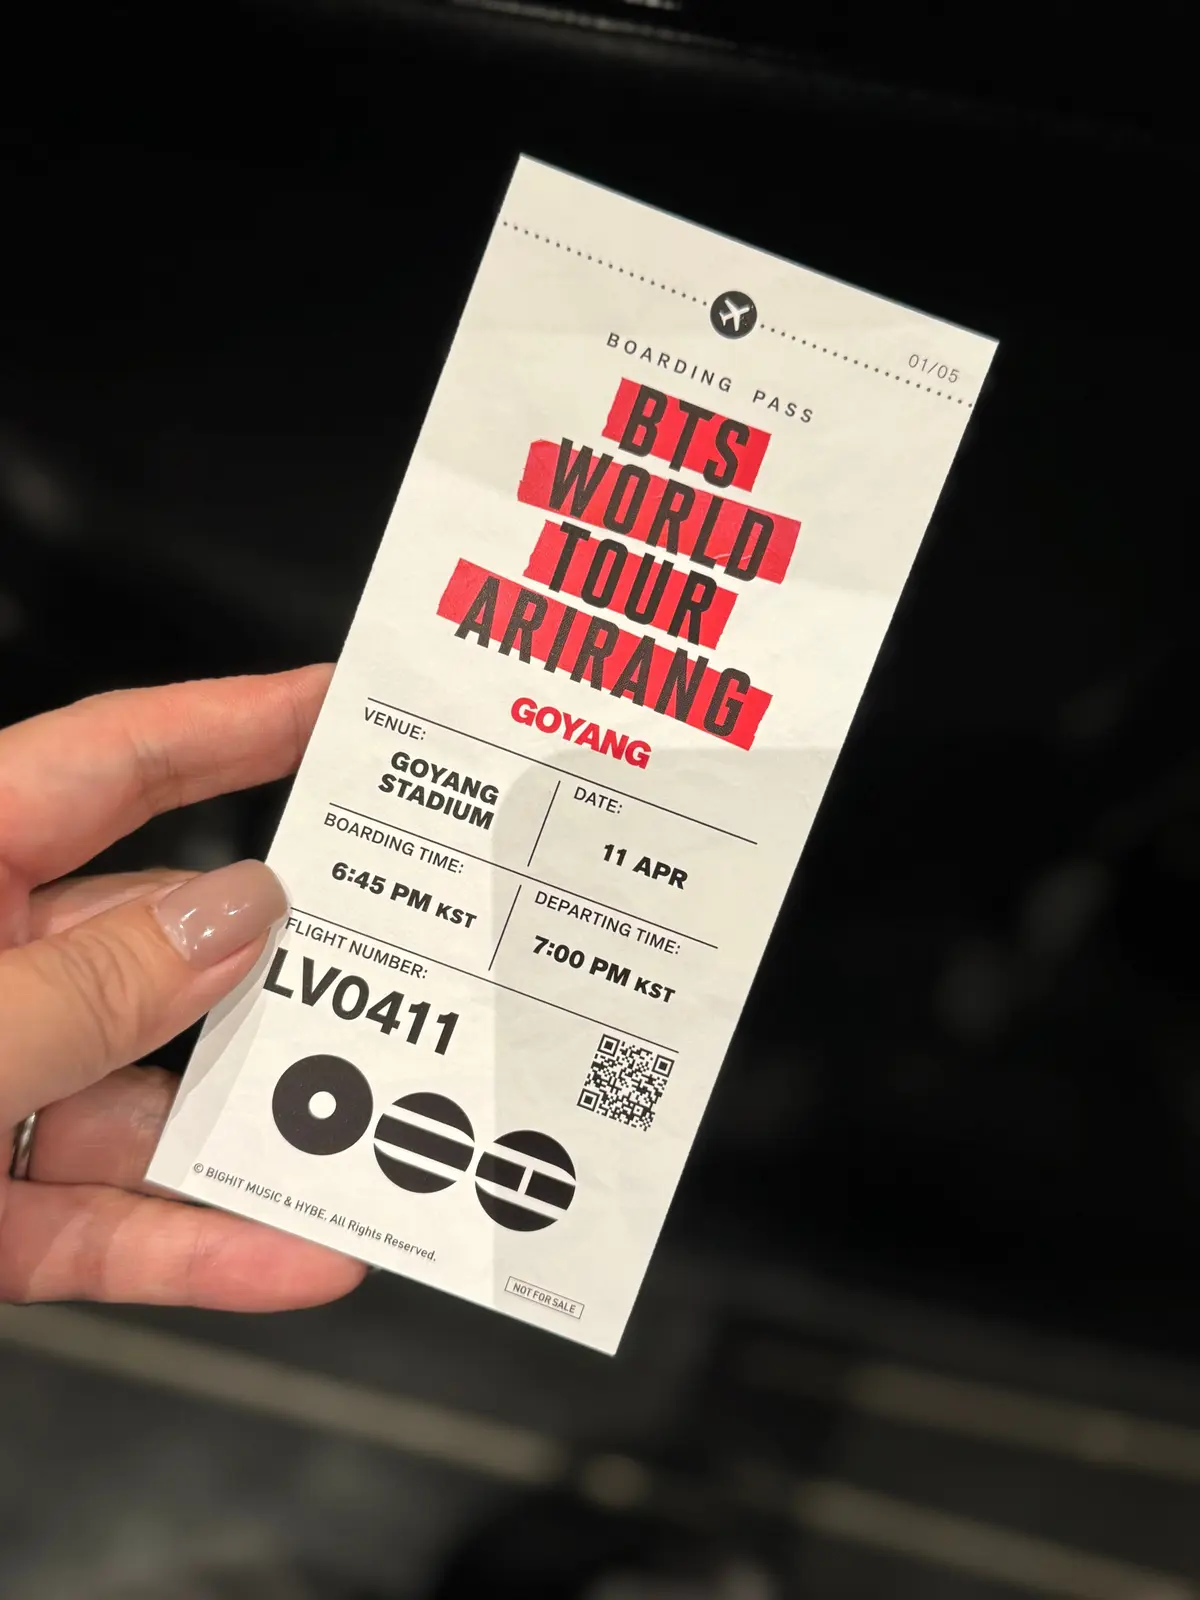 01/05
BOARDING PASS
BTS
WORLD
TOUR
ARIRANG
GOYANG
VENUE:
GOYANG
STADIUM
DATE:
11 APR
BOARDING TIME:
6:45 PM KST
DEPARTING TIME:
7:00 PM KST
FLIGHT NUMBER:
LV0411
© BIGHIT MUSIC & HYBE. All Rights Reserved.
NOT FOR SALE